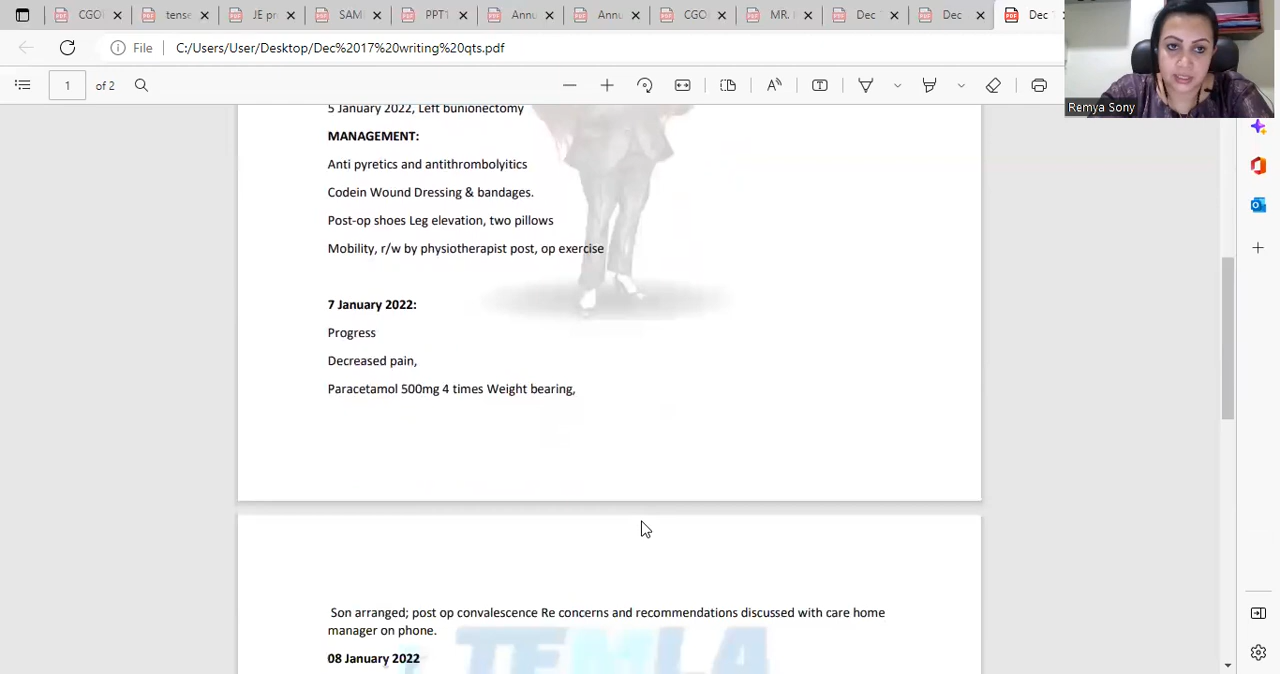 CGO
tense
JE pr
SAM
PPT1
Annu
Annu
CGO
MR.
Dec
Dec
Dec
File C:/Users/User/Desktop/Dec%2017%20writing%20qts.pdf
1 of 2
Remya Sony
5 January 2022, Left bunionectomy
MANAGEMENT:
Anti pyretics and antithrombolyitics
Codein Wound Dressing & bandages.
Post-op shoes Leg elevation, two pillows
Mobility, r/w by physiotherapist post, op exercise
7 January 2022:
Progress
Decreased pain,
Paracetamol 500mg 4 times Weight bearing,
Son arranged; post op convalescence Re concerns and recommendations discussed with care home
manager on phone.
08 January 2022
TEMLA